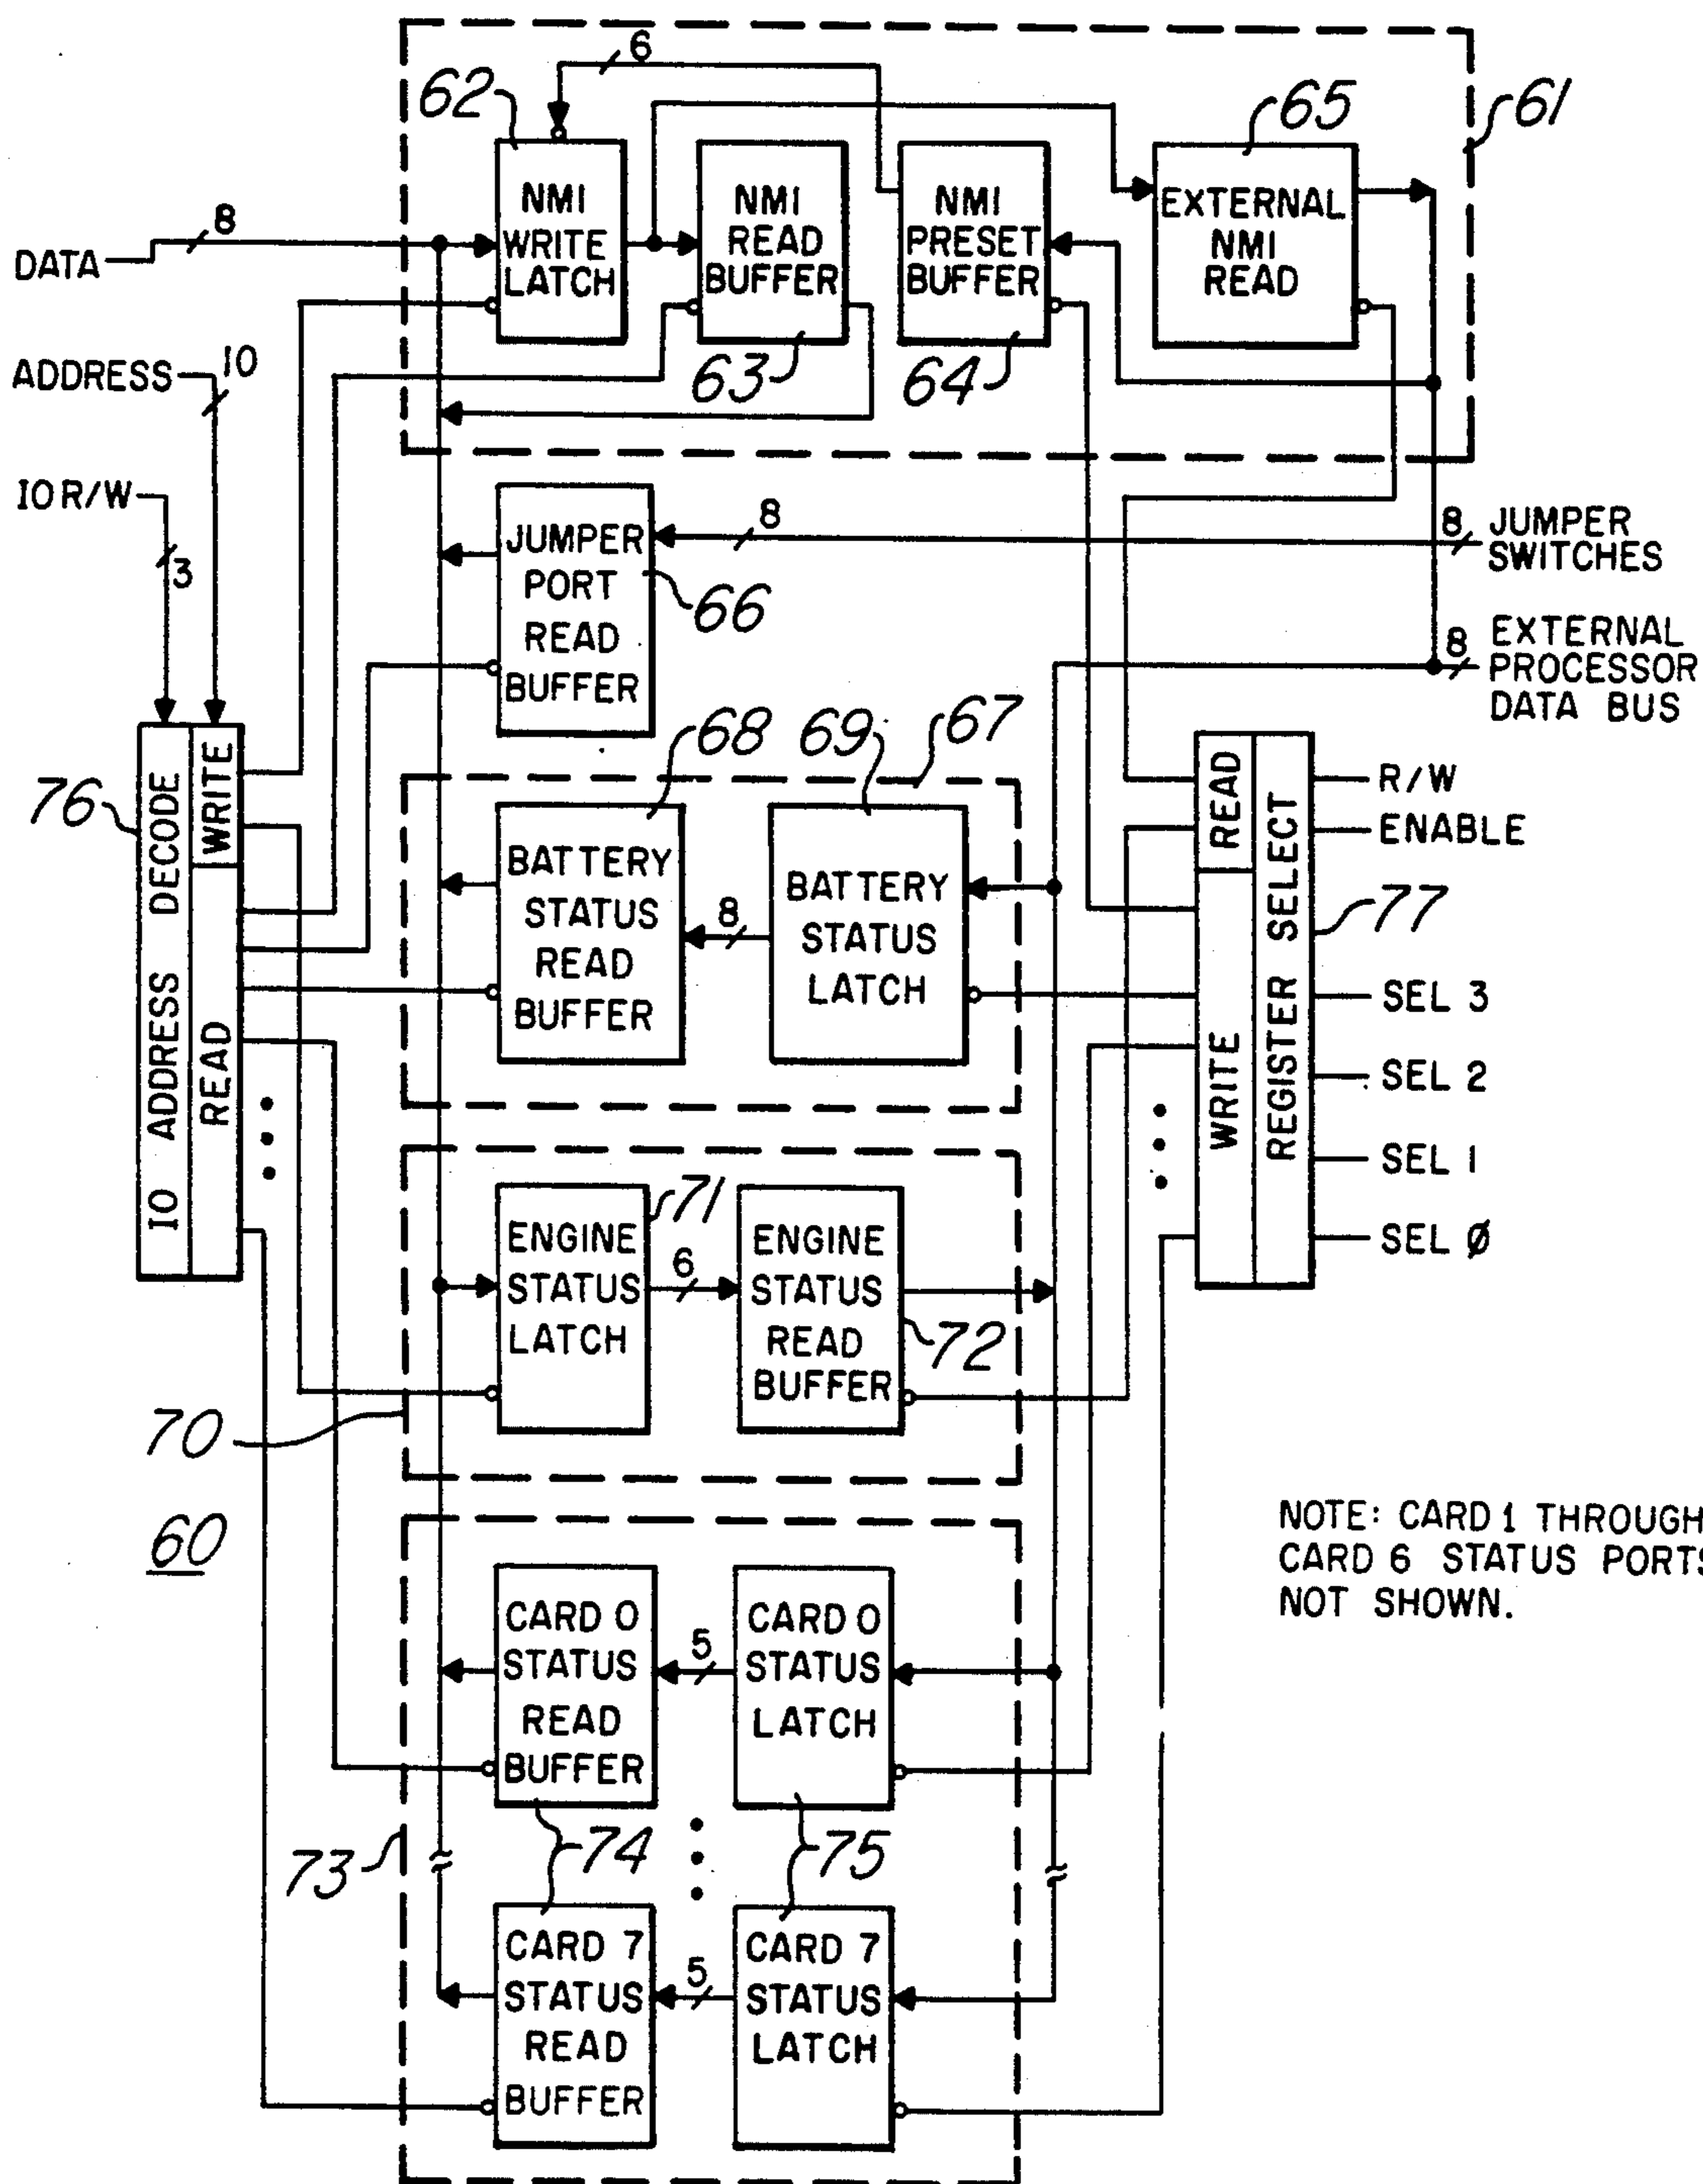 6
62
65
61
8
DATA
NMI
WRITE
LATCH
NMI
READ
BUFFER
NMI
PRESET
BUFFER
EXTERNAL
NMI
READ
63
64
ADDRESS
10
IO R/W
3
JUMPER
PORT
READ
BUFFER
66
8
8
JUMPER
SWITCHES
8
EXTERNAL
PROCESSOR
DATA BUS
76
IO ADDRESS DECODE
WRITE
READ
68
69
67
BATTERY
STATUS
READ
BUFFER
8
BATTERY
STATUS
LATCH
READ
WRITE
REGISTER SELECT
77
R/W
ENABLE
SEL 3
SEL 2
SEL 1
SEL Ø
71
ENGINE
STATUS
LATCH
6
ENGINE
STATUS
READ
BUFFER
72
70
60
NOTE: CARD 1 THROUGH
CARD 6 STATUS PORTS
NOT SHOWN.
CARD 0
STATUS
READ
BUFFER
5
CARD 0
STATUS
LATCH
73
74
75
CARD 7
STATUS
READ
BUFFER
5
CARD 7
STATUS
LATCH